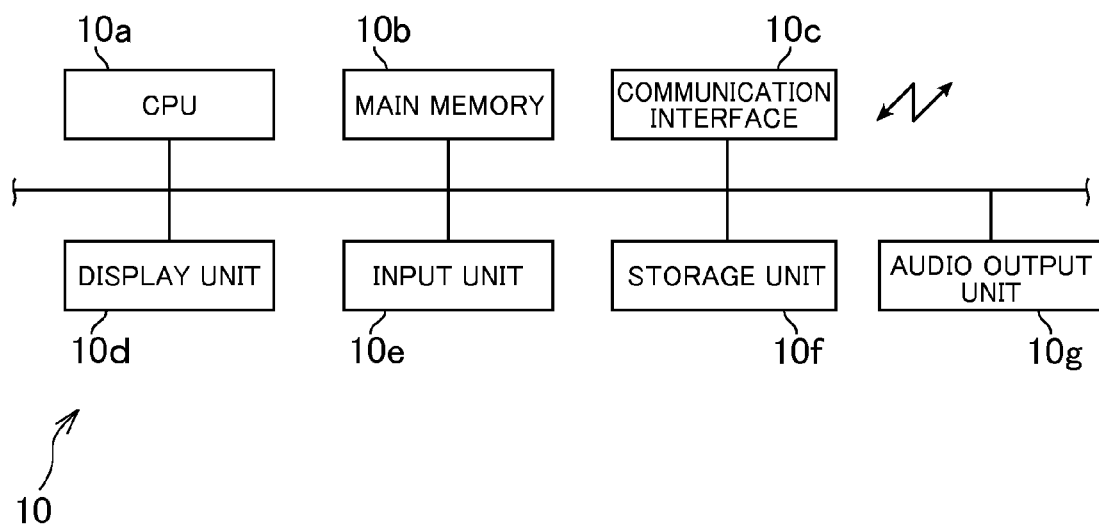 10a
10b
10c
CPU
MAIN MEMORY
COMMUNICATION
INTERFACE
DISPLAY UNIT
INPUT UNIT
STORAGE UNIT
AUDIO OUTPUT
UNIT
10d
10e
10f
10g
10